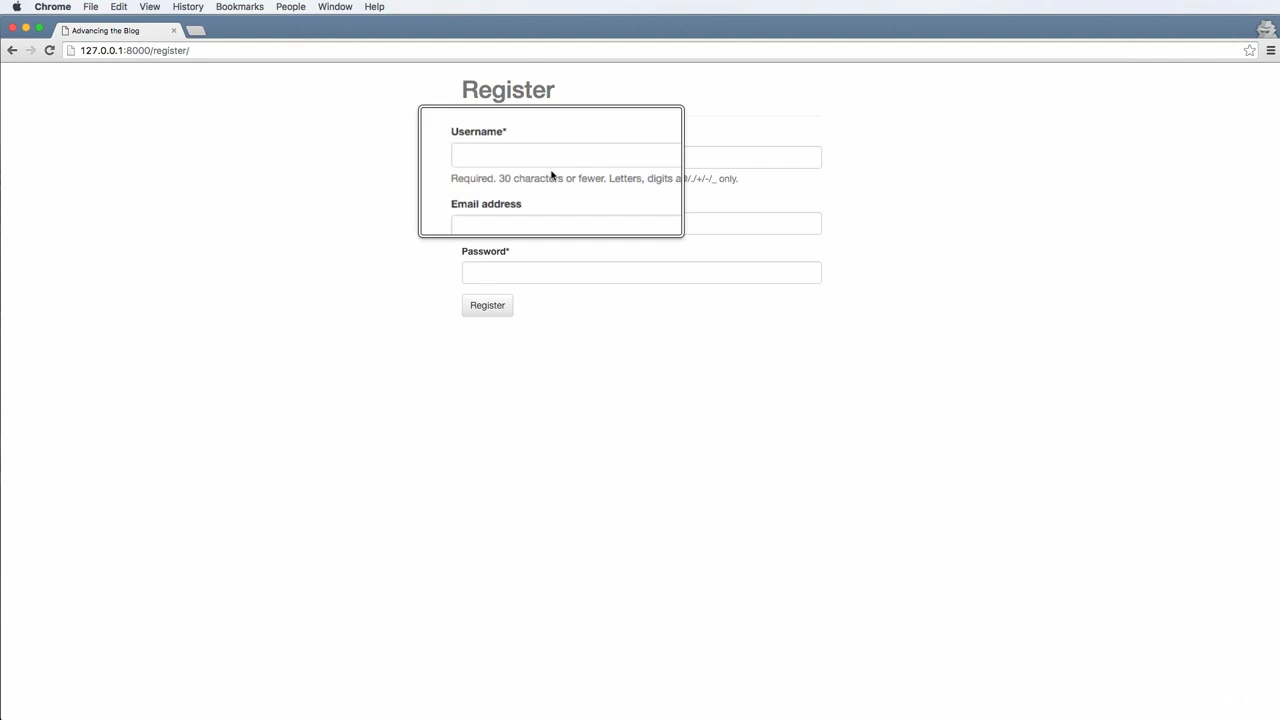 Chrome File Edit View History Bookmarks People Window Help
Advancing the Blog
127.0.0.1:8000/register/
Register
Username*
Required. 30 characters or fewer. Letters, digits a /./+/-/_ only.
Email address
Password*
Register